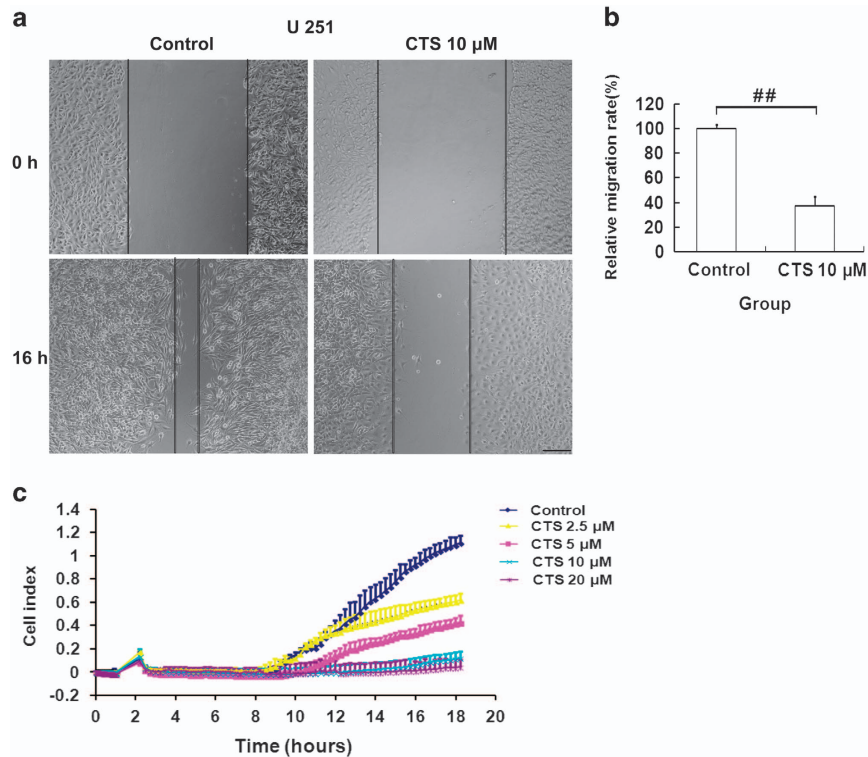 a
U 251
Control
CTS 10 μM
0 h
16 h
b
Relative migration rate(%)
120
100
80
60
40
20
0
##
Control
CTS 10 μM
Group
c
Cell index
1.4
1.2
1
0.8
0.6
0.4
0.2
0
-0.2
0 2 4 6 8 10 12 14 16 18 20
Time (hours)
Control
CTS 2.5 μM
CTS 5 μM
CTS 10 μM
CTS 20 μM